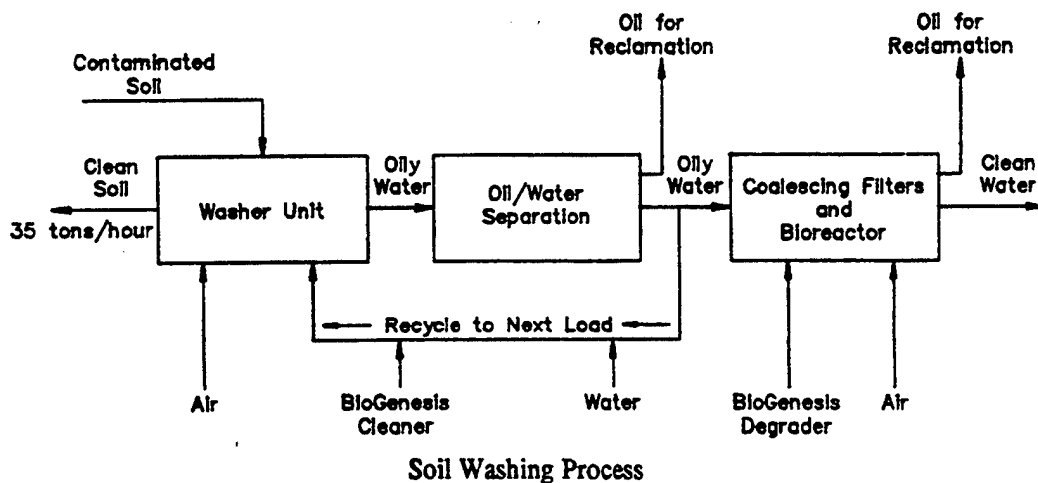 Oil for
Reclamation
Oil for
Reclamation
Contaminated
Soil
Clean
Soil
35 tons/hour
Washer Unit
Oily
Water
Oil/Water
Separation
Oily
Water
Coalescing Filters
and
Bioreactor
Clean
Water
Recycle to Next Load
Air
BioGenesis
Cleaner
Water
BioGenesis
Degrader
Air
Soil Washing Process